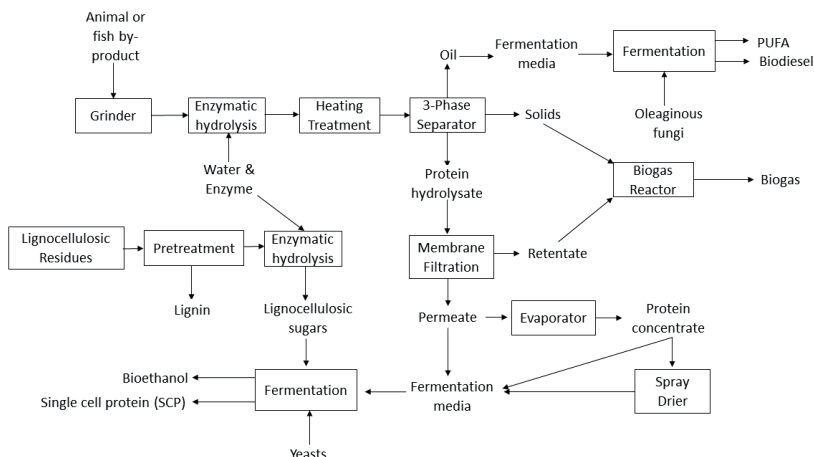 Animal or
fish by-
product
Oil
Fermentation
media
Fermentation
PUFA
Biodiesel
Grinder
Enzymatic
hydrolysis
Heating
Treatment
3-Phase
Separator
Solids
Oleaginous
fungi
Water &
Enzyme
Protein
hydrolysate
Biogas
Reactor
Biogas
Lignocellulosic
Residues
Pretreatment
Enzymatic
hydrolysis
Membrane
Filtration
Retentate
Lignin
Lignocellulosic
sugars
Permeate
Evaporator
Protein
concentrate
Bioethanol
Single cell protein (SCP)
Fermentation
Fermentation
media
Spray
Drier
Yeasts